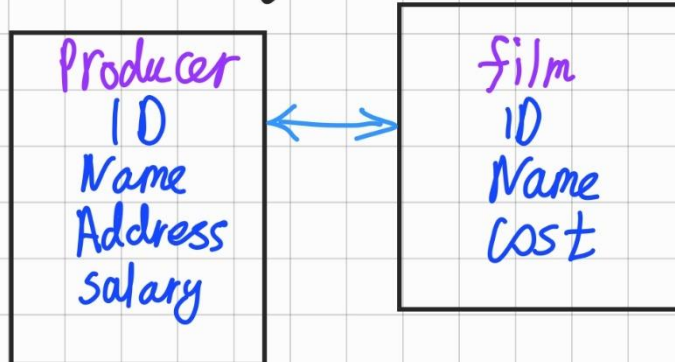 Producer
ID
Name
Address
salary
film
ID
Name
Cost